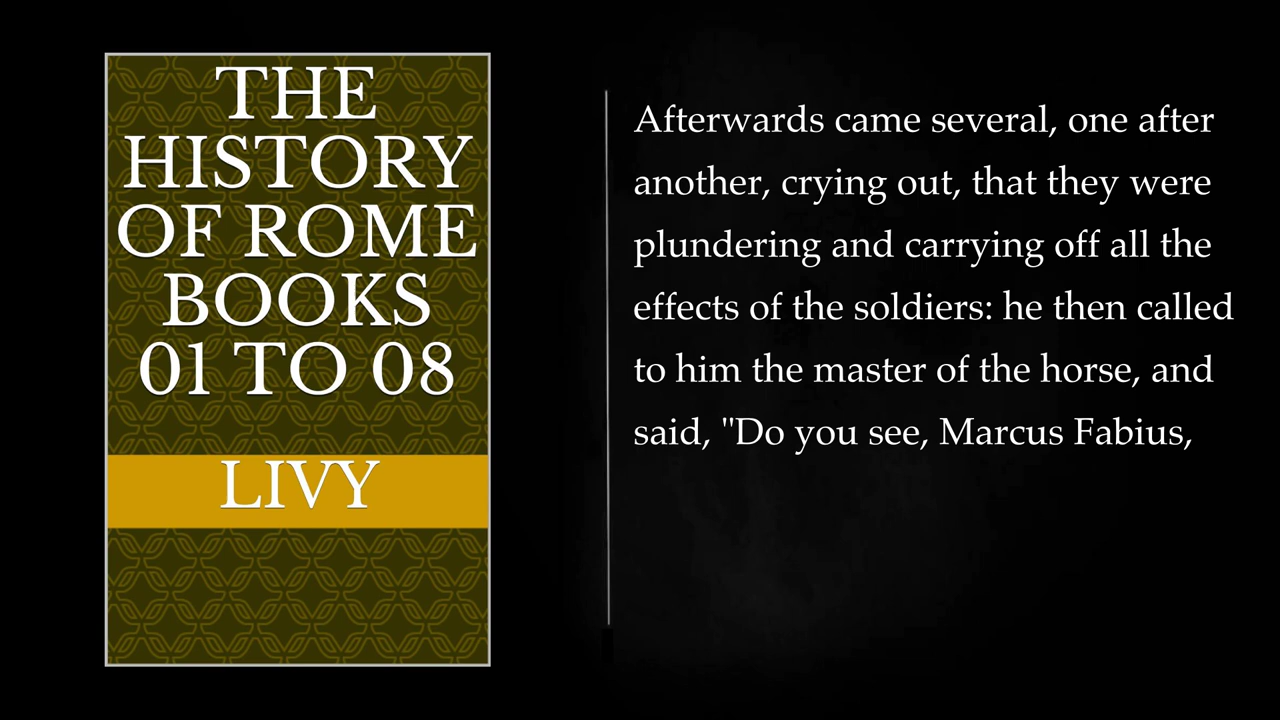 THE
HISTORY
OF ROME
BOOKS
01 TO 08
LIVY
Afterwards came several, one after
another, crying out, that they were
plundering and carrying off all the
effects of the soldiers: he then called
to him the master of the horse, and
said, "Do you see, Marcus Fabius,